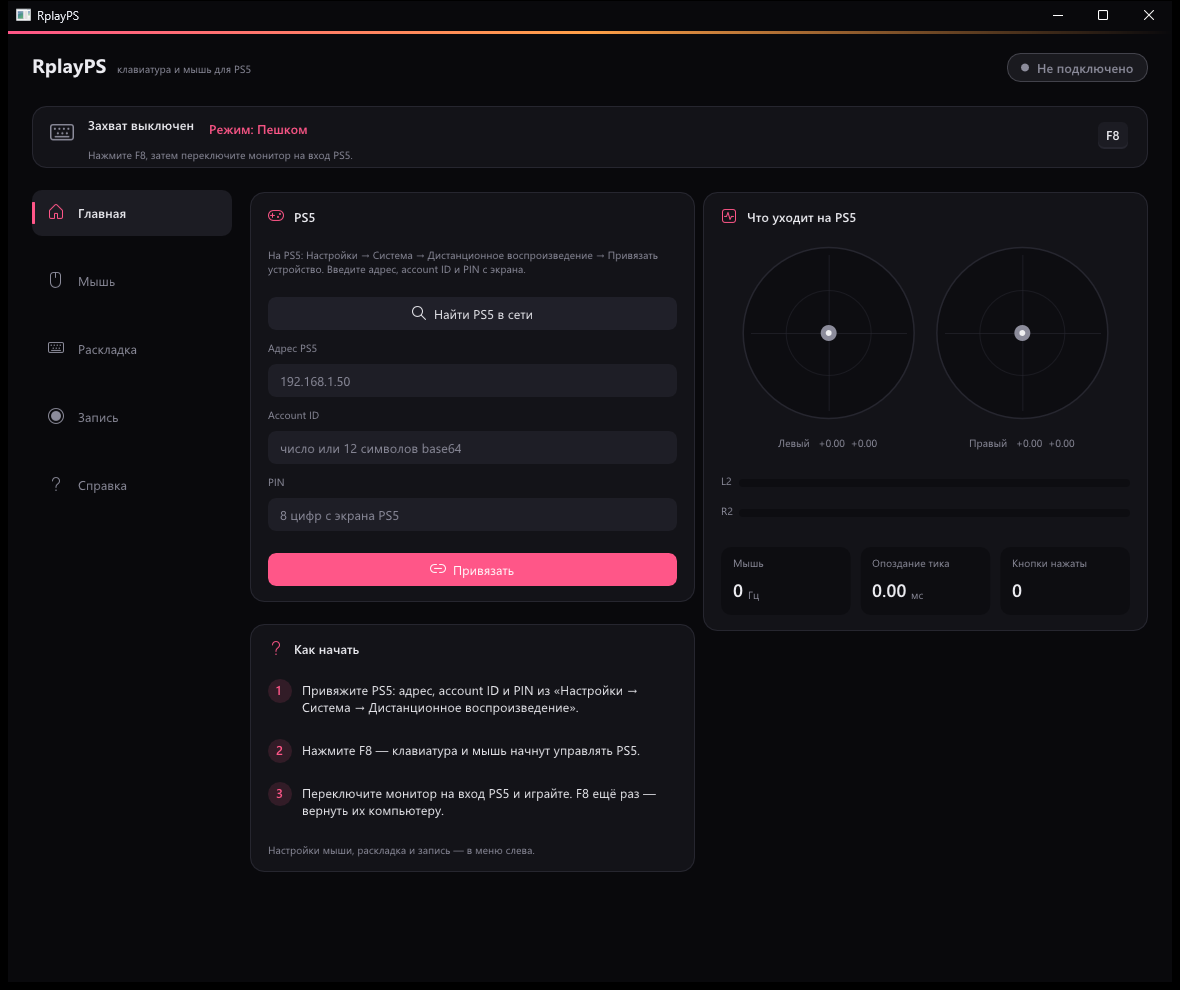 RplayPS
RplayPS клавиатура и мышь для PS5
Не подключено
Захват выключен Режим: Пешком
Нажмите F8, затем переключите монитор на вход PS5.
F8
Главная
Мышь
Раскладка
Запись
Справка
PS5
На PS5: Настройки → Система → Дистанционное воспроизведение → Привязать
устройство. Введите адрес, account ID и PIN с экрана.
Найти PS5 в сети
Адрес PS5
192.168.1.50
Account ID
число или 12 символов base64
PIN
8 цифр с экрана PS5
Привязать
Как начать
1 Привяжите PS5: адрес, account ID и PIN из «Настройки →
Система → Дистанционное воспроизведение».
2 Нажмите F8 — клавиатура и мышь начнут управлять PS5.
3 Переключите монитор на вход PS5 и играйте. F8 ещё раз —
вернуть их компьютеру.
Настройки мыши, раскладка и запись — в меню слева.
Что уходит на PS5
Левый +0.00 +0.00
Правый +0.00 +0.00
L2
R2
Мышь
0 Гц
Опоздание тика
0.00 мс
Кнопки нажаты
0